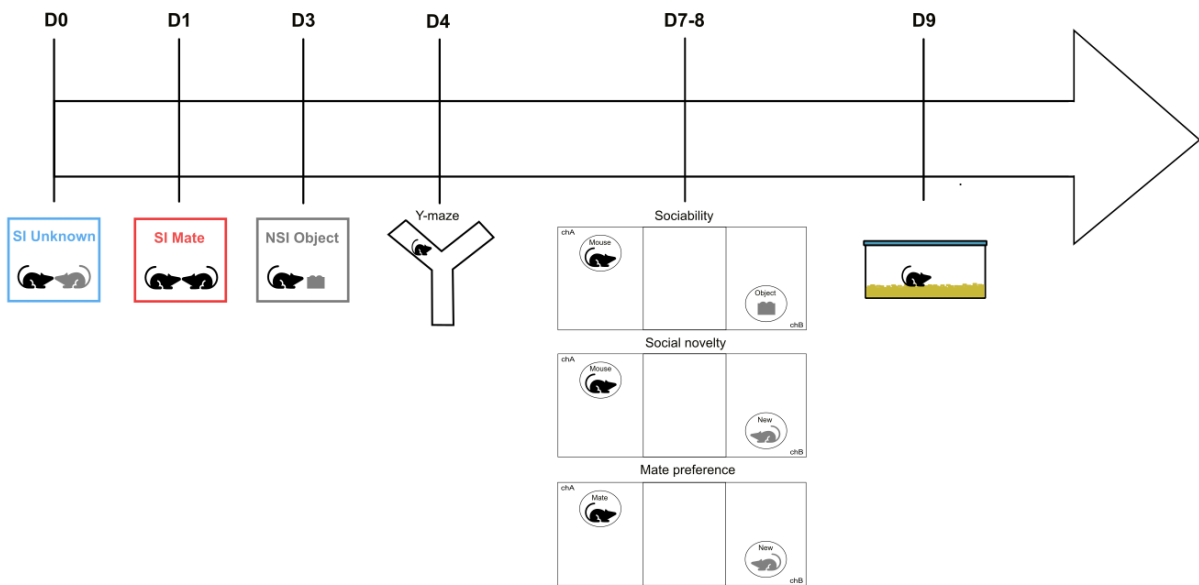 D0
D1
D3
D4
D7-8
D9
SI Unknown
SI Mate
NSI Object
Y-maze
Sociability
chA
Mouse
Object
chB
Social novelty
chA
Mouse
New
chB
Mate preference
chA
Mate
New
chB